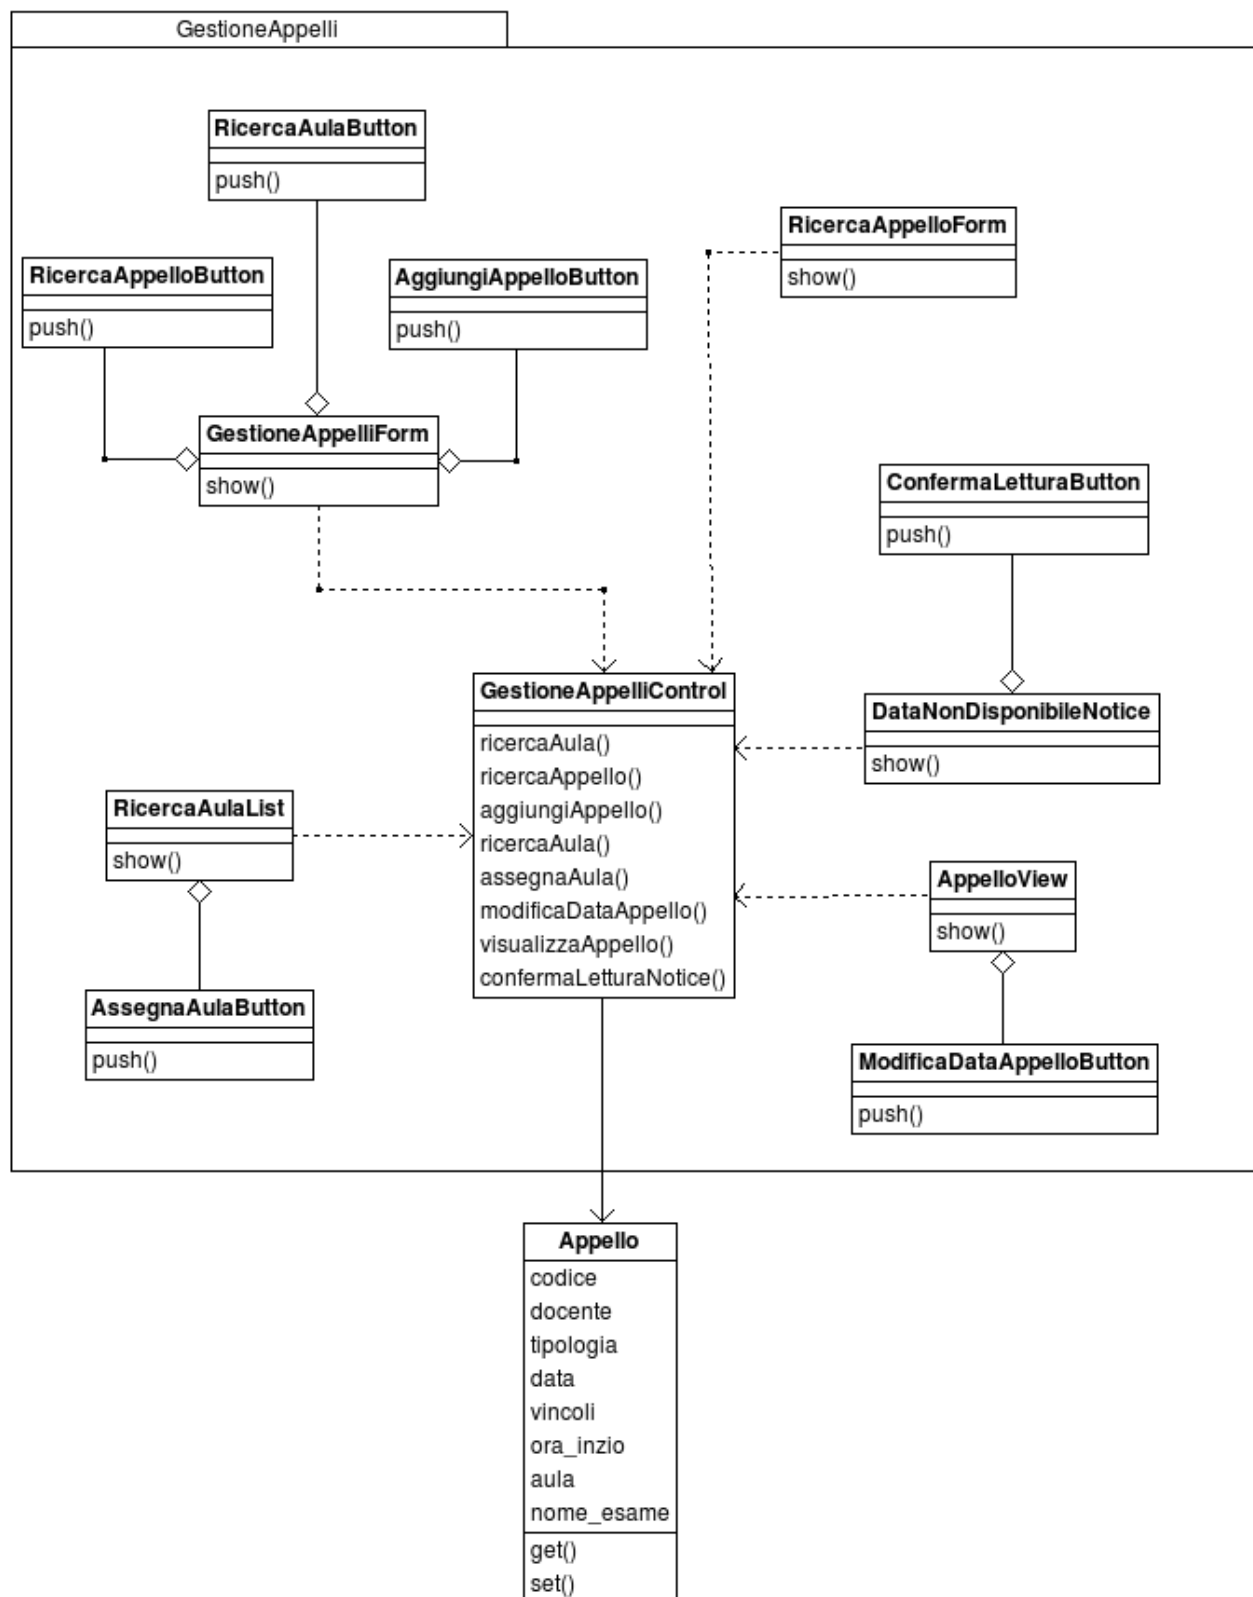 GestioneAppelli
RicercaAulaButton
push()
RicercaAppelloForm
show()
RicercaAppelloButton
push()
AggiungiAppelloButton
push()
GestioneAppelliForm
show()
ConfermaLetturaButton
push()
GestioneAppelliControl
ricercaAula()
ricercaAppello()
aggiungiAppello()
ricercaAula()
assegnaAula()
modificaDataAppello()
visualizzaAppello()
confermaLetturaNotice()
DataNonDisponibileNotice
show()
RicercaAulaList
show()
AppelloView
show()
AssegnaAulaButton
push()
ModificaDataAppelloButton
push()
Appello
codice
docente
tipologia
data
vincoli
ora_inzio
aula
nome_esame
get()
set()